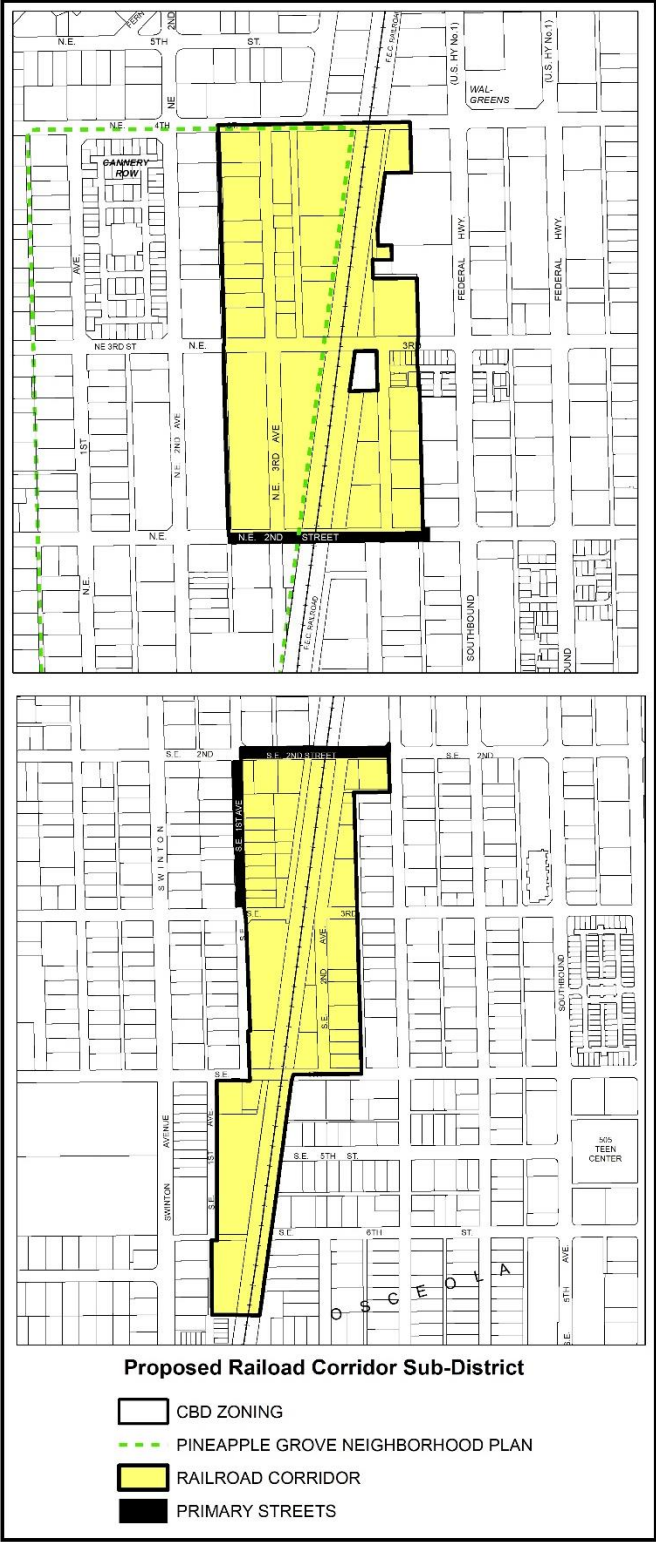 FERN
2ND
N.E. 5TH ST.
F.E.C. RAILROAD
(U.S. HY No.1)
(U.S. HY No.1)
WAL-
GREENS
NE
N.E. 4TH
CANNERY
ROW
AVE.
FEDERAL HWY.
FEDERAL HWY.
NE 3RD ST
N.E. 3RD
1ST
N.E. 2ND AVE
N.E. 3RD AVE
N.E.
N.E. 2ND STREET
N.E.
F.E.C. RAILROAD
SOUTHBOUND
OUND
S.E. 2ND
S.E. 2ND STREET
S.E. 2ND
SWINTON
S.E. 1ST AVE
S.E. 3RD
S.E.
S.E. 2ND AVE
SOUTHBOUND
S.E.
SWINTON AVENUE
S.E. 1ST AVE
S.E. 5TH ST.
505
TEEN
CENTER
S.E. 6TH ST.
OSCEOLA
S.E. 5TH AVE.
Proposed Raiload Corridor Sub-District
CBD ZONING
PINEAPPLE GROVE NEIGHBORHOOD PLAN
RAILROAD CORRIDOR
PRIMARY STREETS